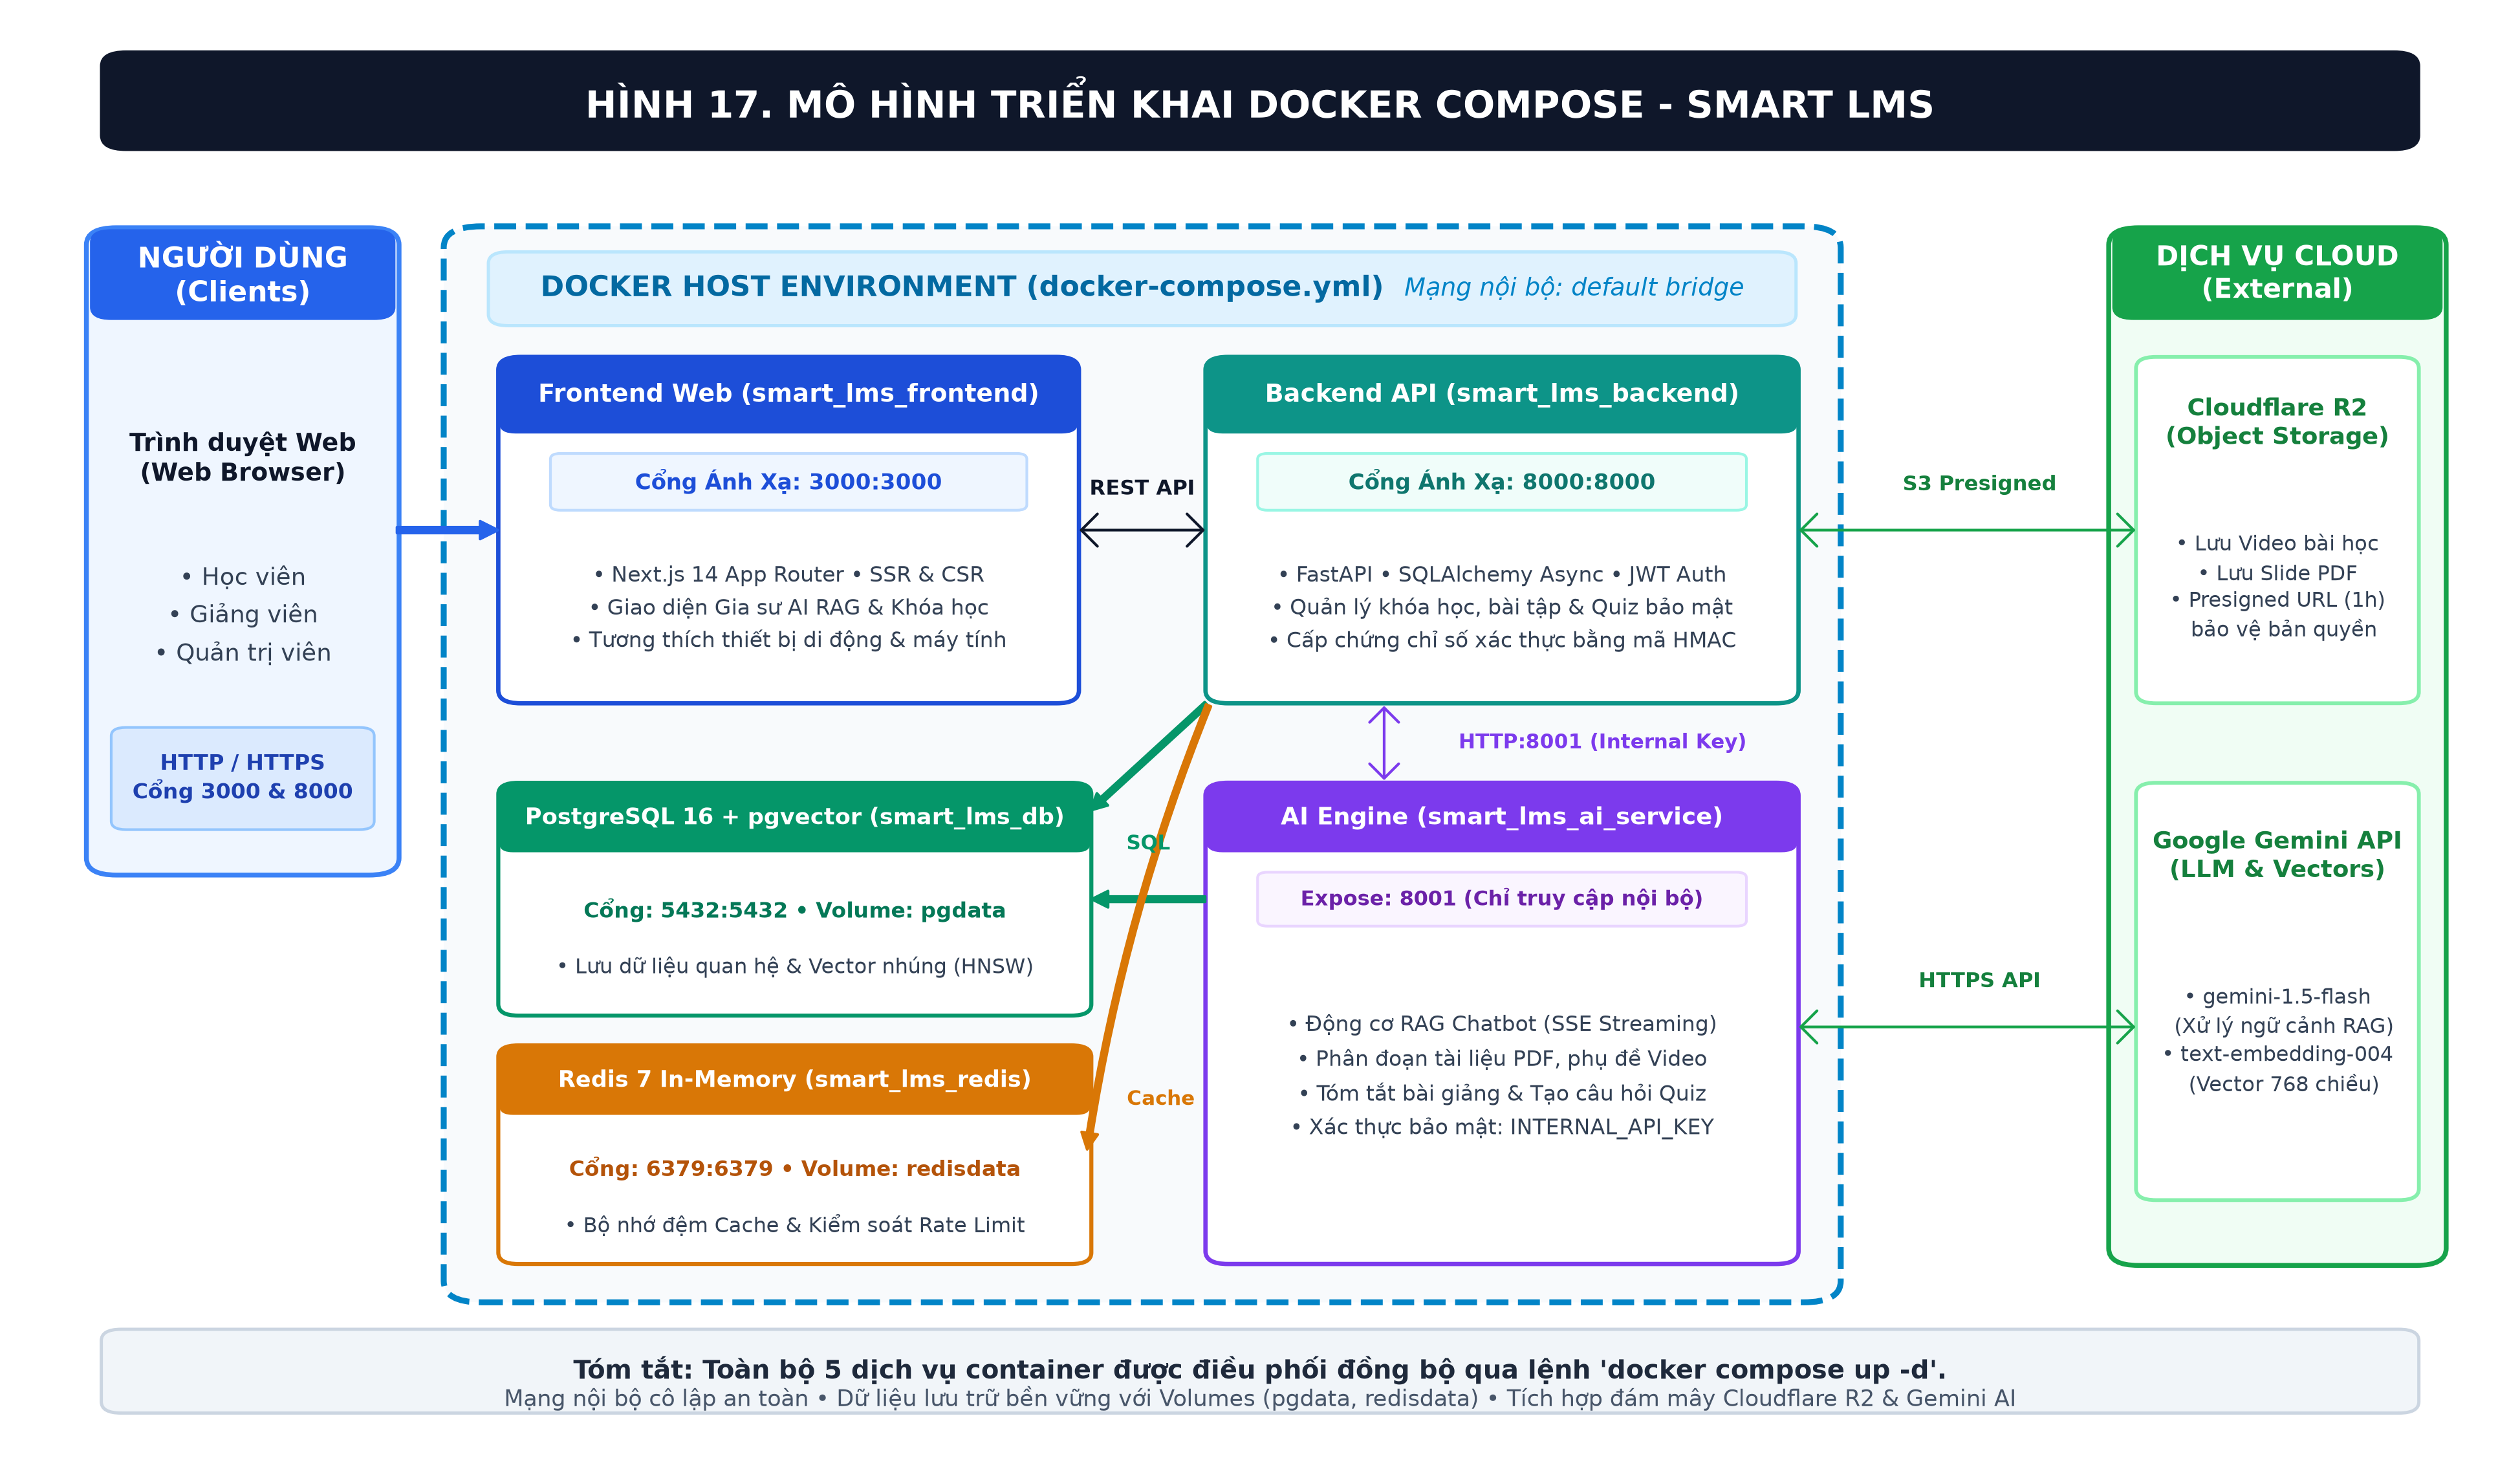 HÌNH 17. MÔ HÌNH TRIỂN KHAI DOCKER COMPOSE - SMART LMS
NGƯỜI DÙNG
(Clients)
Trình duyệt Web
(Web Browser)
• Học viên
• Giảng viên
• Quản trị viên
HTTP / HTTPS
Cổng 3000 & 8000
DOCKER HOST ENVIRONMENT (docker-compose.yml) Mạng nội bộ: default bridge
Frontend Web (smart_lms_frontend)
Cổng Ánh Xạ: 3000:3000
• Next.js 14 App Router • SSR & CSR
• Giao diện Gia sư AI RAG & Khóa học
• Tương thích thiết bị di động & máy tính
REST API
Backend API (smart_lms_backend)
Cổng Ánh Xạ: 8000:8000
• FastAPI • SQLAlchemy Async • JWT Auth
• Quản lý khóa học, bài tập & Quiz bảo mật
• Cấp chứng chỉ số xác thực bằng mã HMAC
HTTP:8001 (Internal Key)
PostgreSQL 16 + pgvector (smart_lms_db)
Cổng: 5432:5432 • Volume: pgdata
• Lưu dữ liệu quan hệ & Vector nhúng (HNSW)
SQL
Redis 7 In-Memory (smart_lms_redis)
Cổng: 6379:6379 • Volume: redisdata
• Bộ nhớ đệm Cache & Kiểm soát Rate Limit
Cache
AI Engine (smart_lms_ai_service)
Expose: 8001 (Chỉ truy cập nội bộ)
• Động cơ RAG Chatbot (SSE Streaming)
• Phân đoạn tài liệu PDF, phụ đề Video
• Tóm tắt bài giảng & Tạo câu hỏi Quiz
• Xác thực bảo mật: INTERNAL_API_KEY
S3 Presigned
HTTPS API
DỊCH VỤ CLOUD
(External)
Cloudflare R2
(Object Storage)
• Lưu Video bài học
• Lưu Slide PDF
• Presigned URL (1h)
bảo vệ bản quyền
Google Gemini API
(LLM & Vectors)
• gemini-1.5-flash
(Xử lý ngữ cảnh RAG)
• text-embedding-004
(Vector 768 chiều)
Tóm tắt: Toàn bộ 5 dịch vụ container được điều phối đồng bộ qua lệnh 'docker compose up -d'.
Mạng nội bộ cô lập an toàn • Dữ liệu lưu trữ bền vững với Volumes (pgdata, redisdata) • Tích hợp đám mây Cloudflare R2 & Gemini AI